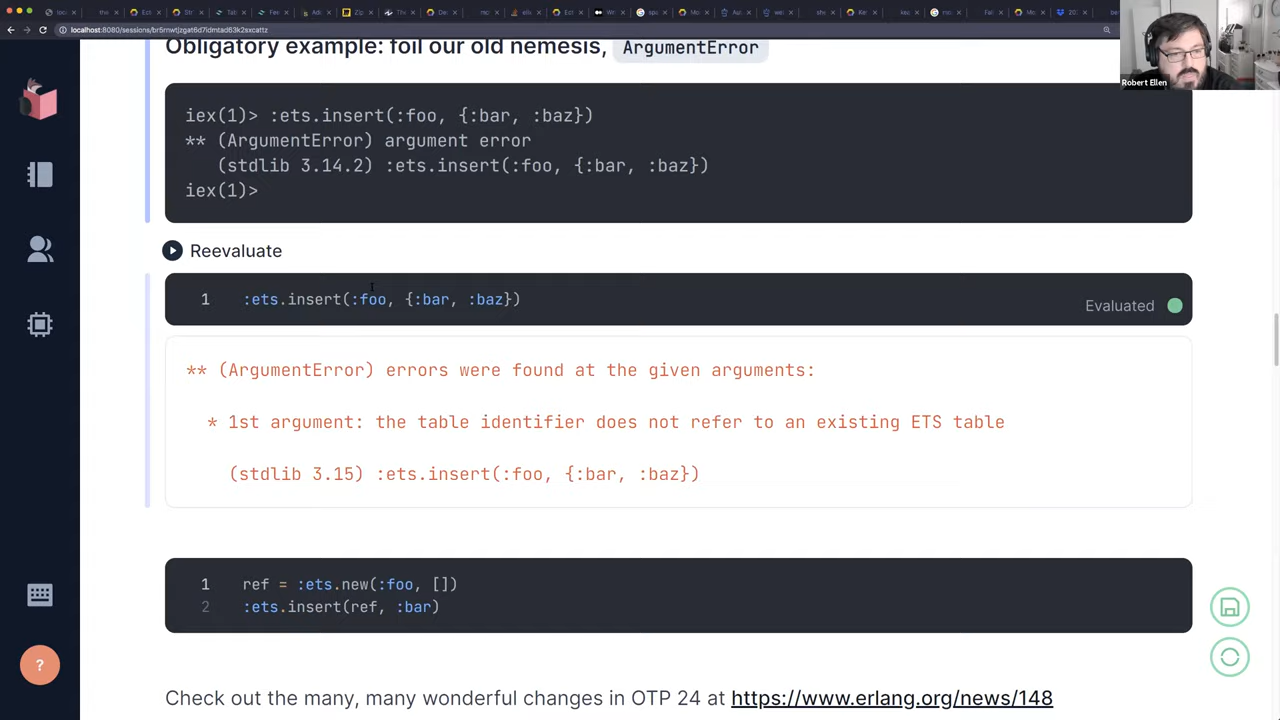 localhost:8080/sessions/br5rnwtjzgat6d7idmtad63k2sxcattz
Robert Ellen
Obligatory example: foil our old nemesis, ArgumentError
iex(1)> :ets.insert(:foo, {:bar, :baz})
** (ArgumentError) argument error
(stdlib 3.14.2) :ets.insert(:foo, {:bar, :baz})
iex(1)>
Reevaluate
1 :ets.insert(:foo, {:bar, :baz})
Evaluated
** (ArgumentError) errors were found at the given arguments:
* 1st argument: the table identifier does not refer to an existing ETS table
(stdlib 3.15) :ets.insert(:foo, {:bar, :baz})
1 ref = :ets.new(:foo, [])
2 :ets.insert(ref, :bar)
?
Check out the many, many wonderful changes in OTP 24 at https://www.erlang.org/news/148